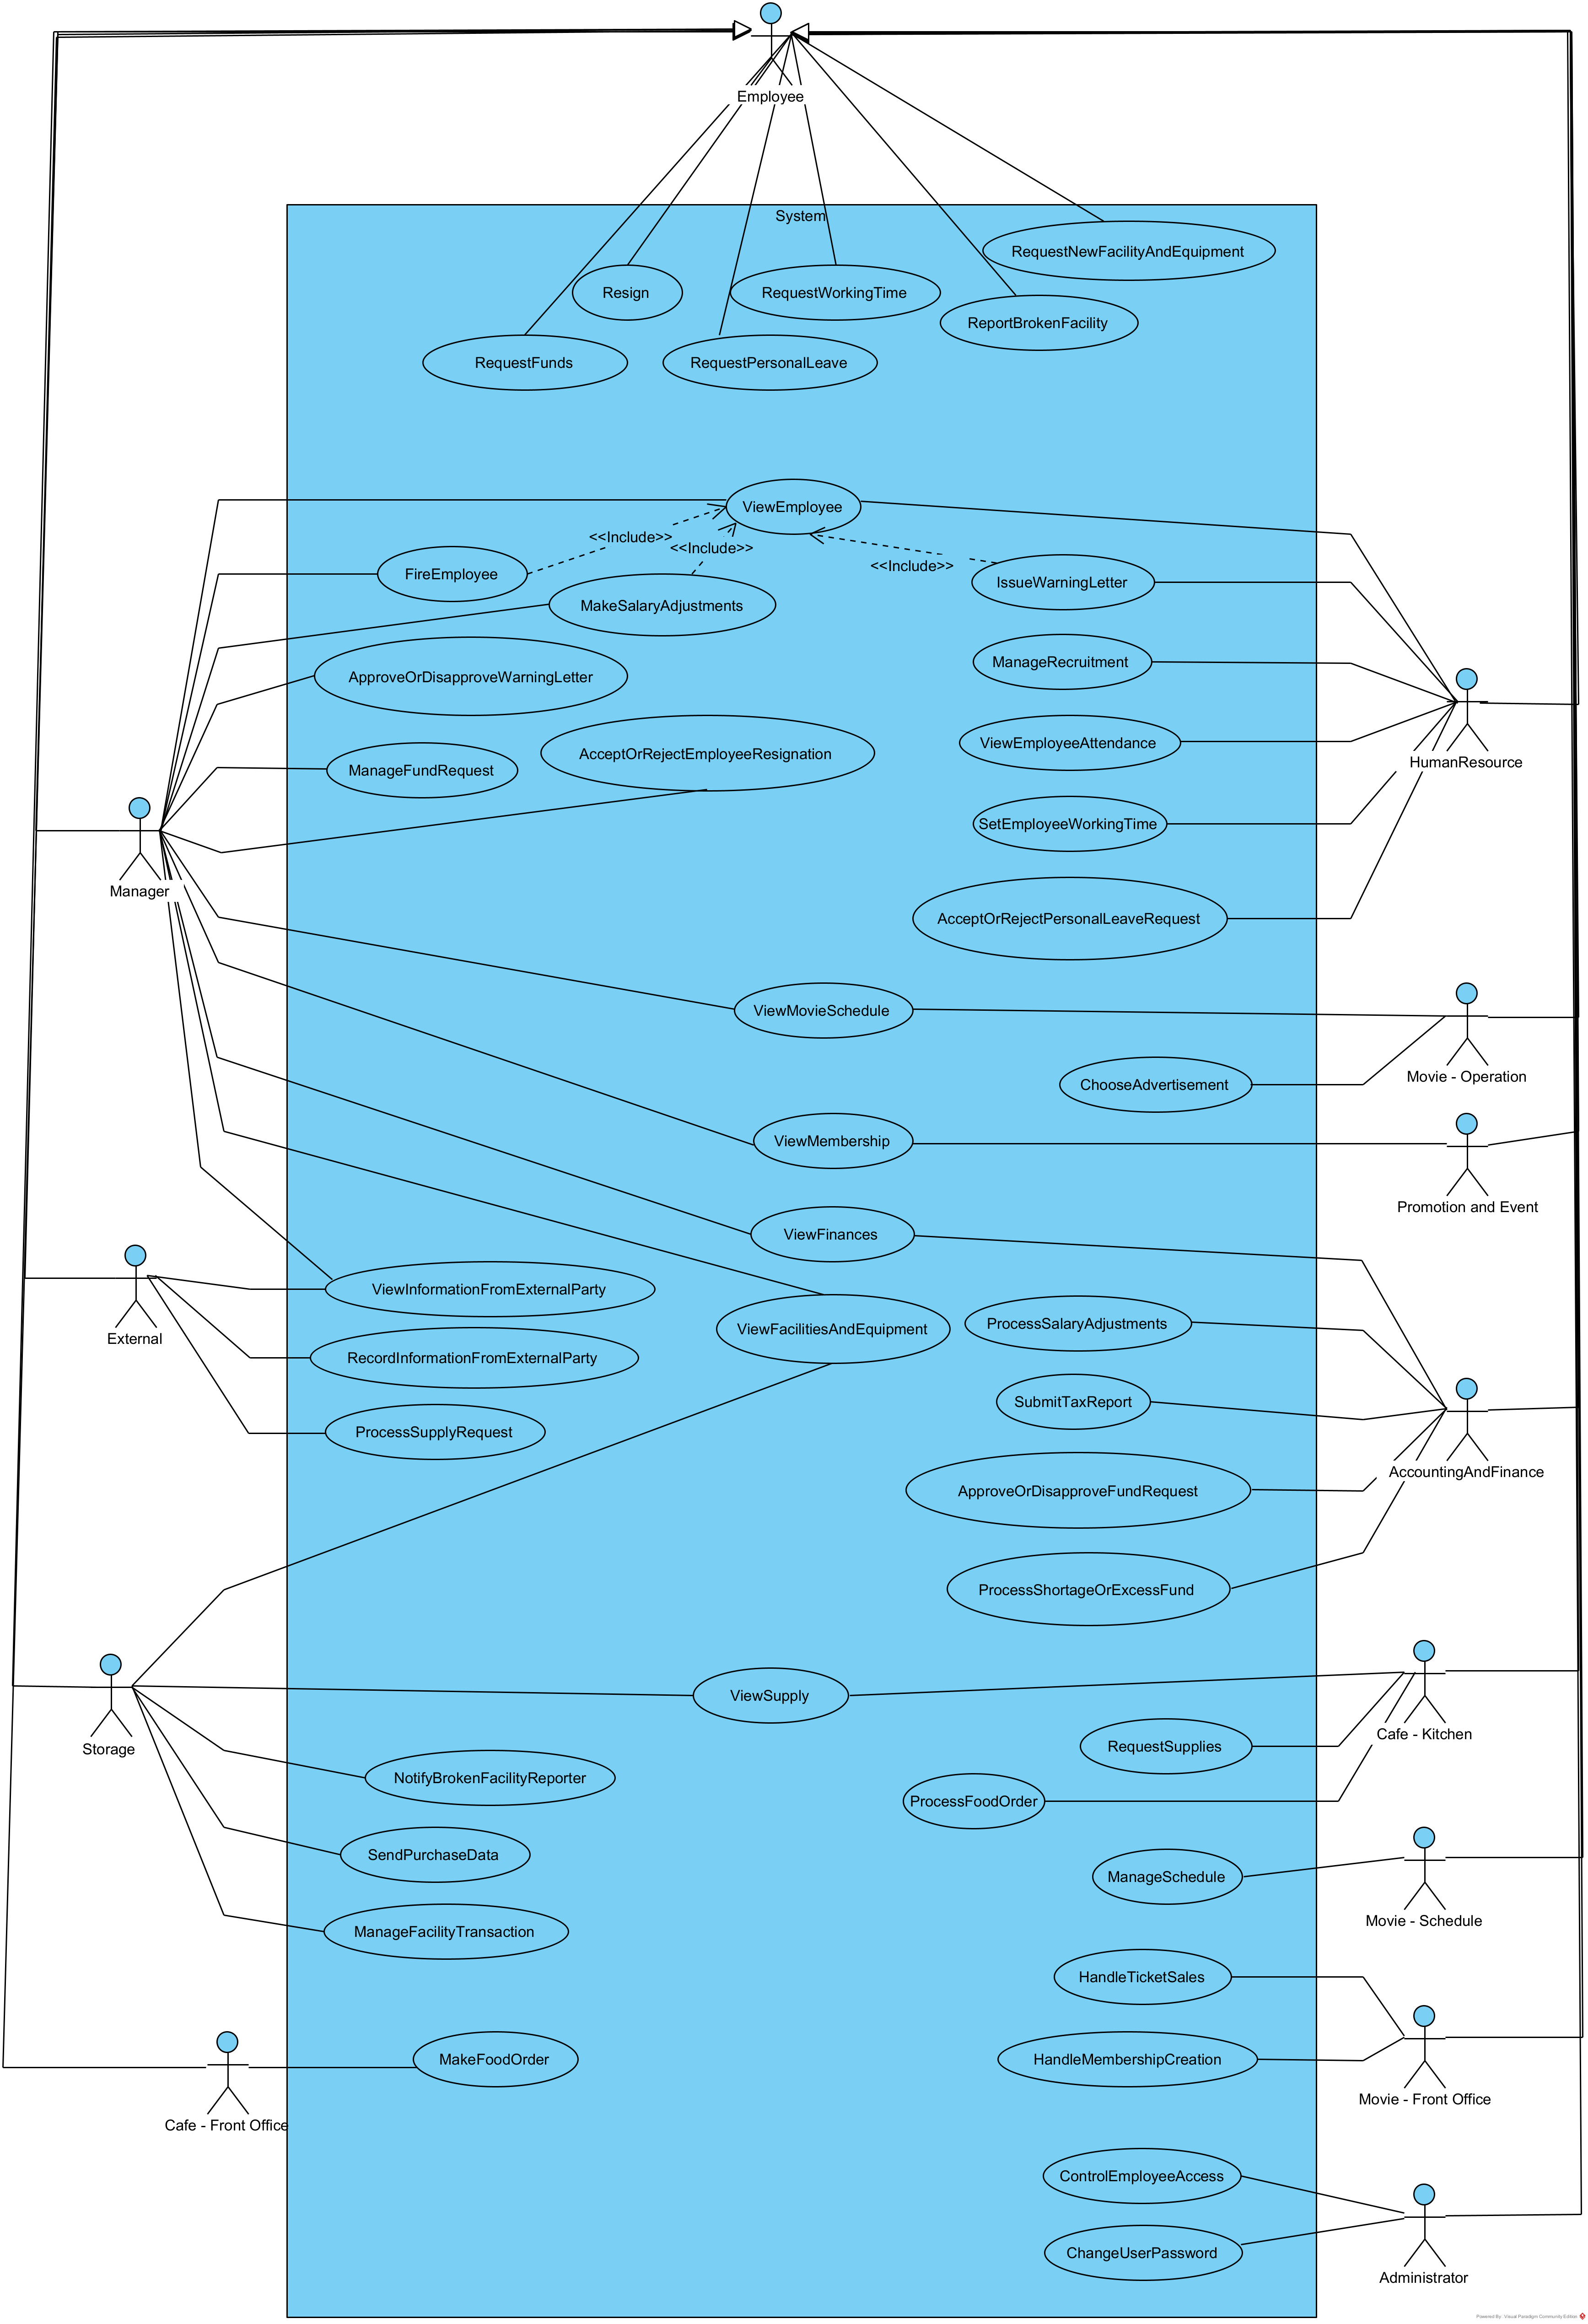 Employee
System
RequestNewFacilityAndEquipment
Resign
RequestWorkingTime
ReportBrokenFacility
RequestFunds
RequestPersonalLeave
ViewEmployee
<<Include>>
<<Include>>
<<Include>>
FireEmployee
IssueWarningLetter
MakeSalaryAdjustments
ManageRecruitment
ApproveOrDisapproveWarningLetter
ViewEmployeeAttendance
AcceptOrRejectEmployeeResignation
HumanResource
ManageFundRequest
SetEmployeeWorkingTime
Manager
AcceptOrRejectPersonalLeaveRequest
ViewMovieSchedule
Movie - Operation
ChooseAdvertisement
ViewMembership
Promotion and Event
ViewFinances
ViewInformationFromExternalParty
External
ProcessSalaryAdjustments
ViewFacilitiesAndEquipment
RecordInformationFromExternalParty
SubmitTaxReport
ProcessSupplyRequest
AccountingAndFinance
ApproveOrDisapproveFundRequest
ProcessShortageOrExcessFund
ViewSupply
Cafe - Kitchen
Storage
RequestSupplies
NotifyBrokenFacilityReporter
ProcessFoodOrder
SendPurchaseData
ManageSchedule
Movie - Schedule
ManageFacilityTransaction
HandleTicketSales
MakeFoodOrder
HandleMembershipCreation
Movie - Front Office
Cafe - Front Office
ControlEmployeeAccess
ChangeUserPassword
Administrator
Powered By Visual Paradigm Community Edition